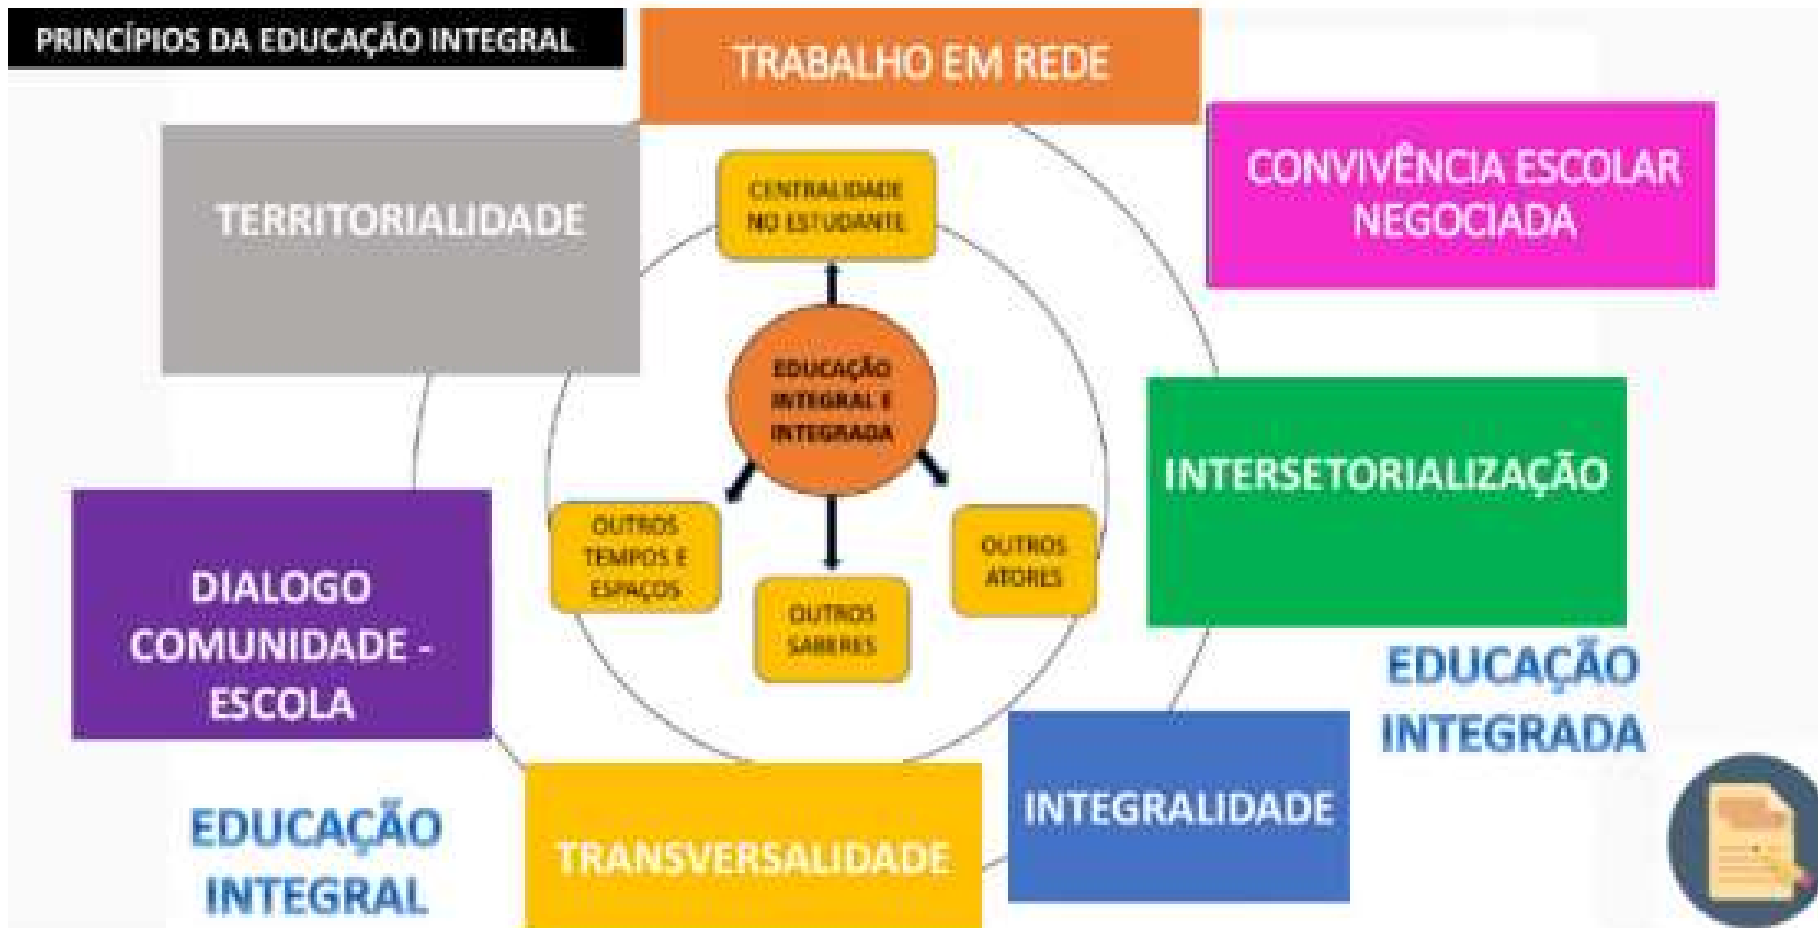 PRINCÍPIOS DA EDUCAÇÃO INTEGRAL
TRABALHO EM REDE
CONVIVÊNCIA ESCOLAR
NEGOCIADA
TERRITORIALIDADE
CENTRALIDADE
NO ESTUDANTE
EDUCAÇÃO
INTEGRAL E
INTEGRADA
INTERSETORIALIZAÇÃO
OUTROS
TEMPOS E
ESPAÇOS
OUTROS
SABERES
OUTROS
ATORES
DIALOGO
COMUNIDADE -
ESCOLA
EDUCAÇÃO
INTEGRADA
INTEGRALIDADE
TRANSVERSALIDADE
EDUCAÇÃO
INTEGRAL